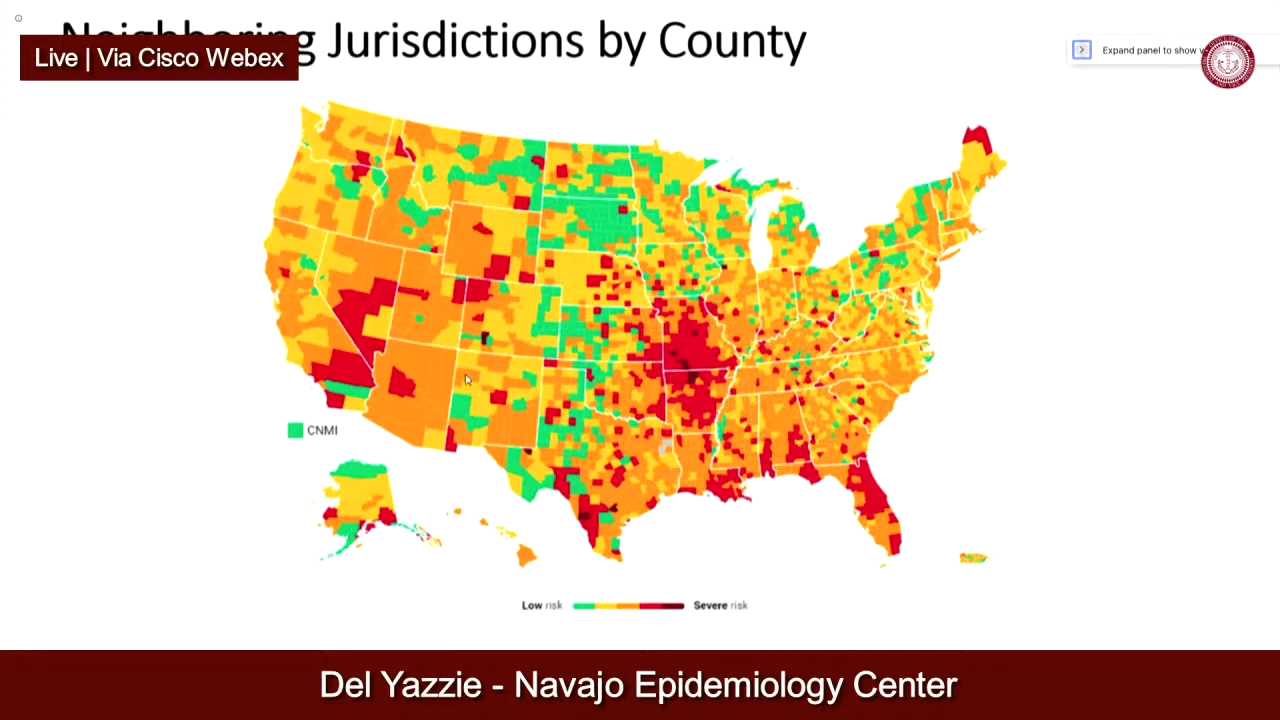 Jurisdictions by County
Live | Via Cisco Webex
Expand panel to show
CNMI
Low risk
Severe risk
Del Yazzie - Navajo Epidemiology Center